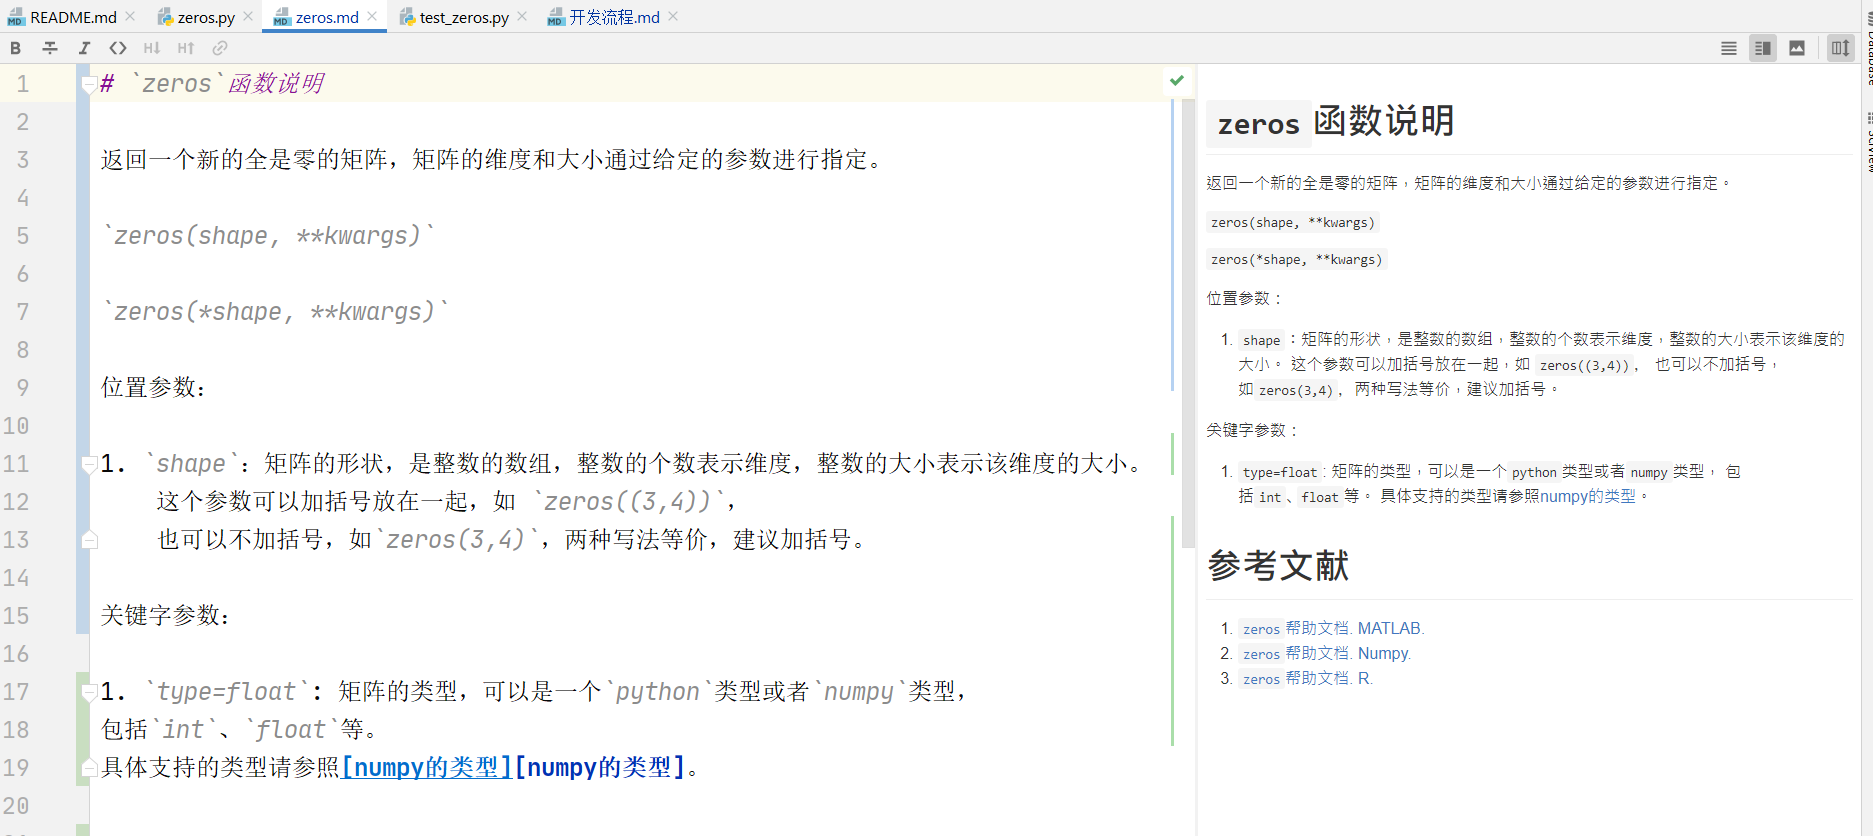 README.md zeros.py zeros.md test_zeros.py 开发流程.md
1 # `zeros`函数说明
2
3 返回一个新的全是零的矩阵，矩阵的维度和大小通过给定的参数进行指定。
4
5 `zeros(shape, **kwargs)`
6
7 `zeros(*shape, **kwargs)`
8
9 位置参数：
10
11 1. `shape`：矩阵的形状，是整数的数组，整数的个数表示维度，整数的大小表示该维度的大小。
12 这个参数可以加括号放在一起，如 `zeros((3,4))`，
13 也可以不加括号，如`zeros(3,4)`，两种写法等价，建议加括号。
14
15 关键字参数：
16
17 1. `type=float`: 矩阵的类型，可以是一个`python`类型或者`numpy`类型，
18 包括`int`、`float`等。
19 具体支持的类型请参照[numpy的类型][numpy的类型]。
20
zeros 函数说明
返回一个新的全是零的矩阵，矩阵的维度和大小通过给定的参数进行指定。
zeros(shape, **kwargs)
zeros(*shape, **kwargs)
位置参数：
1. shape：矩阵的形状，是整数的数组，整数的个数表示维度，整数的大小表示该维度的
大小。 这个参数可以加括号放在一起，如 zeros((3,4))， 也可以不加括号，
如 zeros(3,4)， 两种写法等价，建议加括号。
关键字参数：
1. type=float: 矩阵的类型，可以是一个 python 类型或者 numpy 类型， 包
括 int、float 等。 具体支持的类型请参照numpy的类型。
参考文献
1. zeros 帮助文档. MATLAB.
2. zeros 帮助文档. Numpy.
3. zeros 帮助文档. R.
Database
SciView